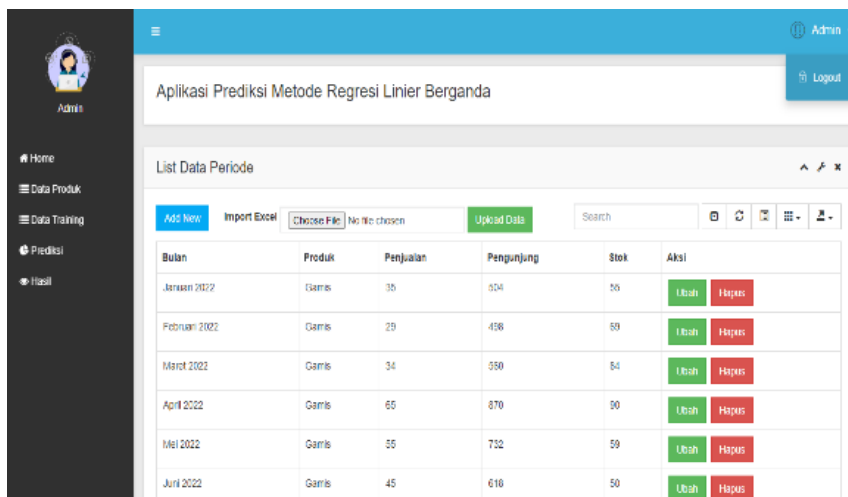 Admin
Logout
Admin
Home
Data Produk
Data Training
Prediksi
Hasil
Aplikasi Prediksi Metode Regresi Linier Berganda
List Data Periode
Add New Import Excel Choose File No file chosen Upload Data Search
Bulan Produk Penjualan Pengunjung Stok Aksi
Januari 2022 Gamis 35 504 Ubah Hapus
Februari 2022 Gamis 29 498 Ubah Hapus
Maret 2022 Gamis 34 Ubah Hapus
April 2022 Gamis 65 870 90 Ubah Hapus
Mei 2022 Gamis 55 732 59 Ubah Hapus
Juni 2022 Gamis 45 618 50 Ubah Hapus